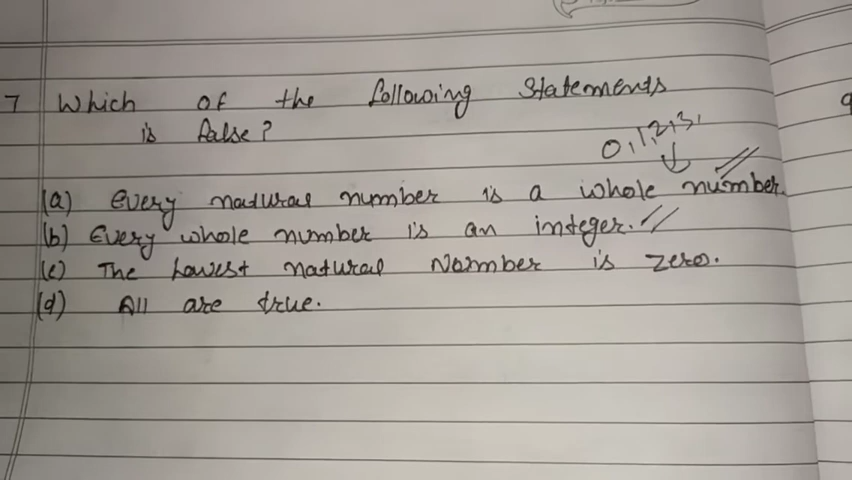 7 Which of the following Statements
is false?
0,1,2,3,
(a) Every natural number is a whole number.
(b) Every whole number is an integer.
(c) The Lowest natural Nomber is zero.
(d) All are true.